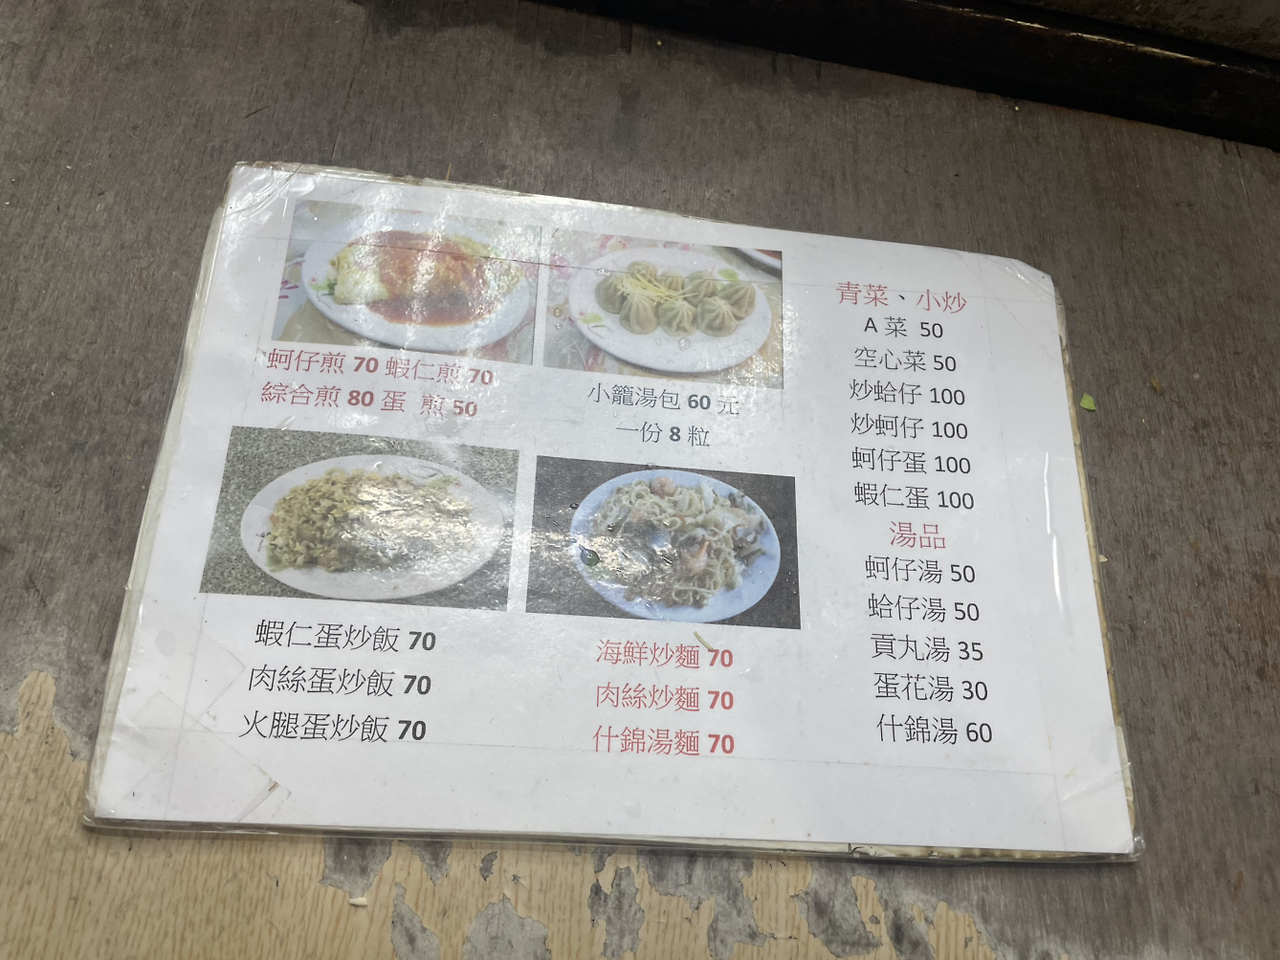 蚵仔煎 70 蝦仁煎 70
綜合煎 80 蛋 煎 50
小籠湯包 60 元
一份 8 粒
蝦仁蛋炒飯 70
肉絲蛋炒飯 70
火腿蛋炒飯 70
海鮮炒麵 70
肉絲炒麵 70
什錦湯麵 70
青菜、小炒
A 菜 50
空心菜 50
炒蛤仔 100
炒蚵仔 100
蚵仔蛋 100
蝦仁蛋 100
湯品
蚵仔湯 50
蛤仔湯 50
貢丸湯 35
蛋花湯 30
什錦湯 60